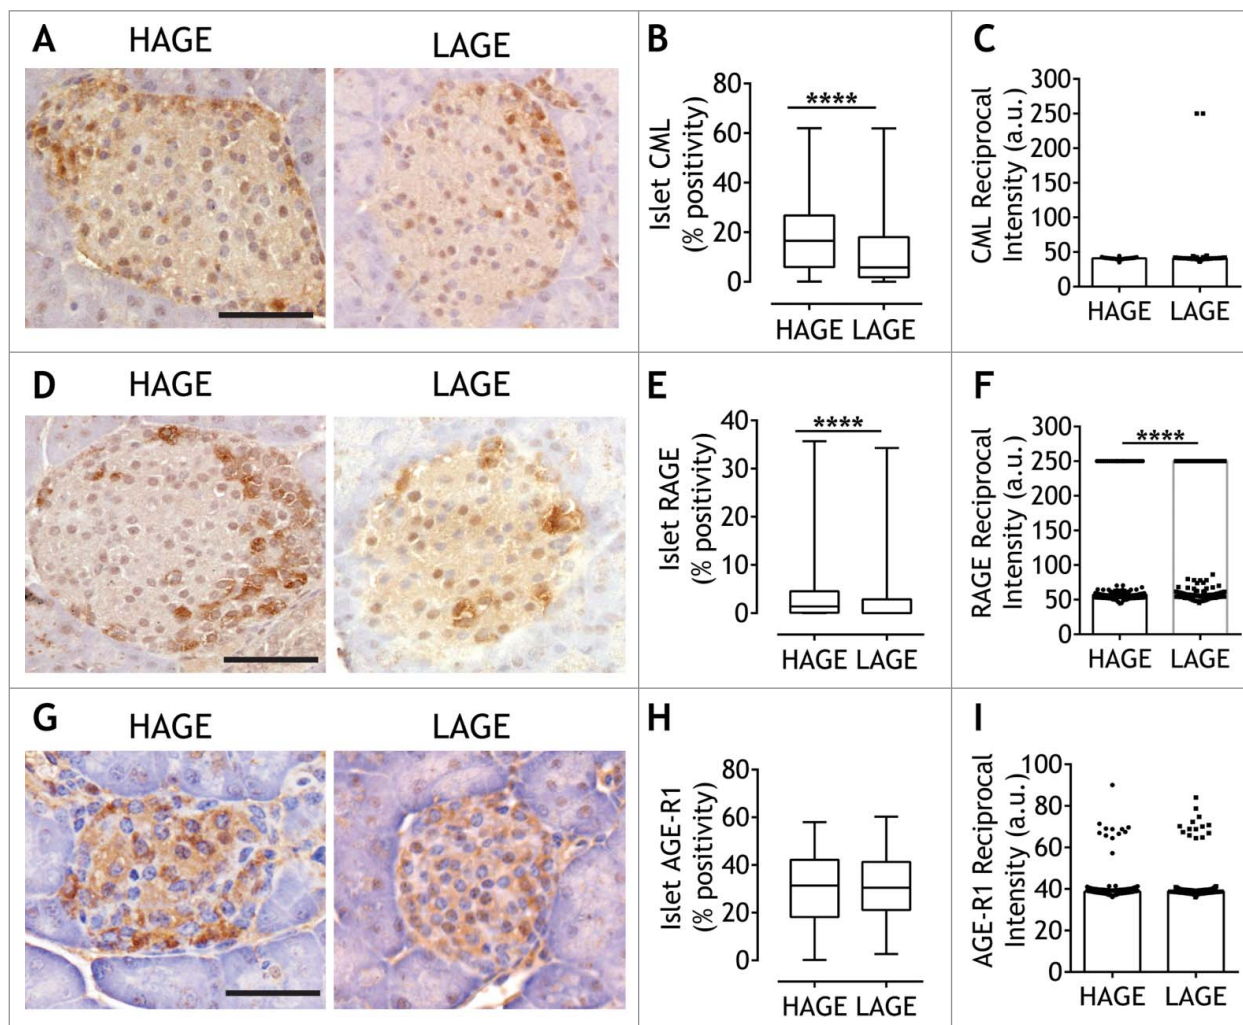 A
HAGE
LAGE
B
Islet CML
(% positivity)
80
60
40
20
0
****
HAGE LAGE
C
CML Reciprocal
Intensity (a.u.)
300
250
200
150
100
50
0
HAGE LAGE
D
HAGE
LAGE
E
Islet RAGE
(% positivity)
40
30
20
10
0
****
HAGE LAGE
F
RAGE Reciprocal
Intensity (a.u.)
300
250
200
150
100
50
0
****
HAGE LAGE
G
HAGE
LAGE
H
Islet AGE-R1
(% positivity)
80
60
40
20
0
HAGE LAGE
I
AGE-R1 Reciprocal
Intensity (a.u.)
100
80
60
40
20
0
HAGE LAGE